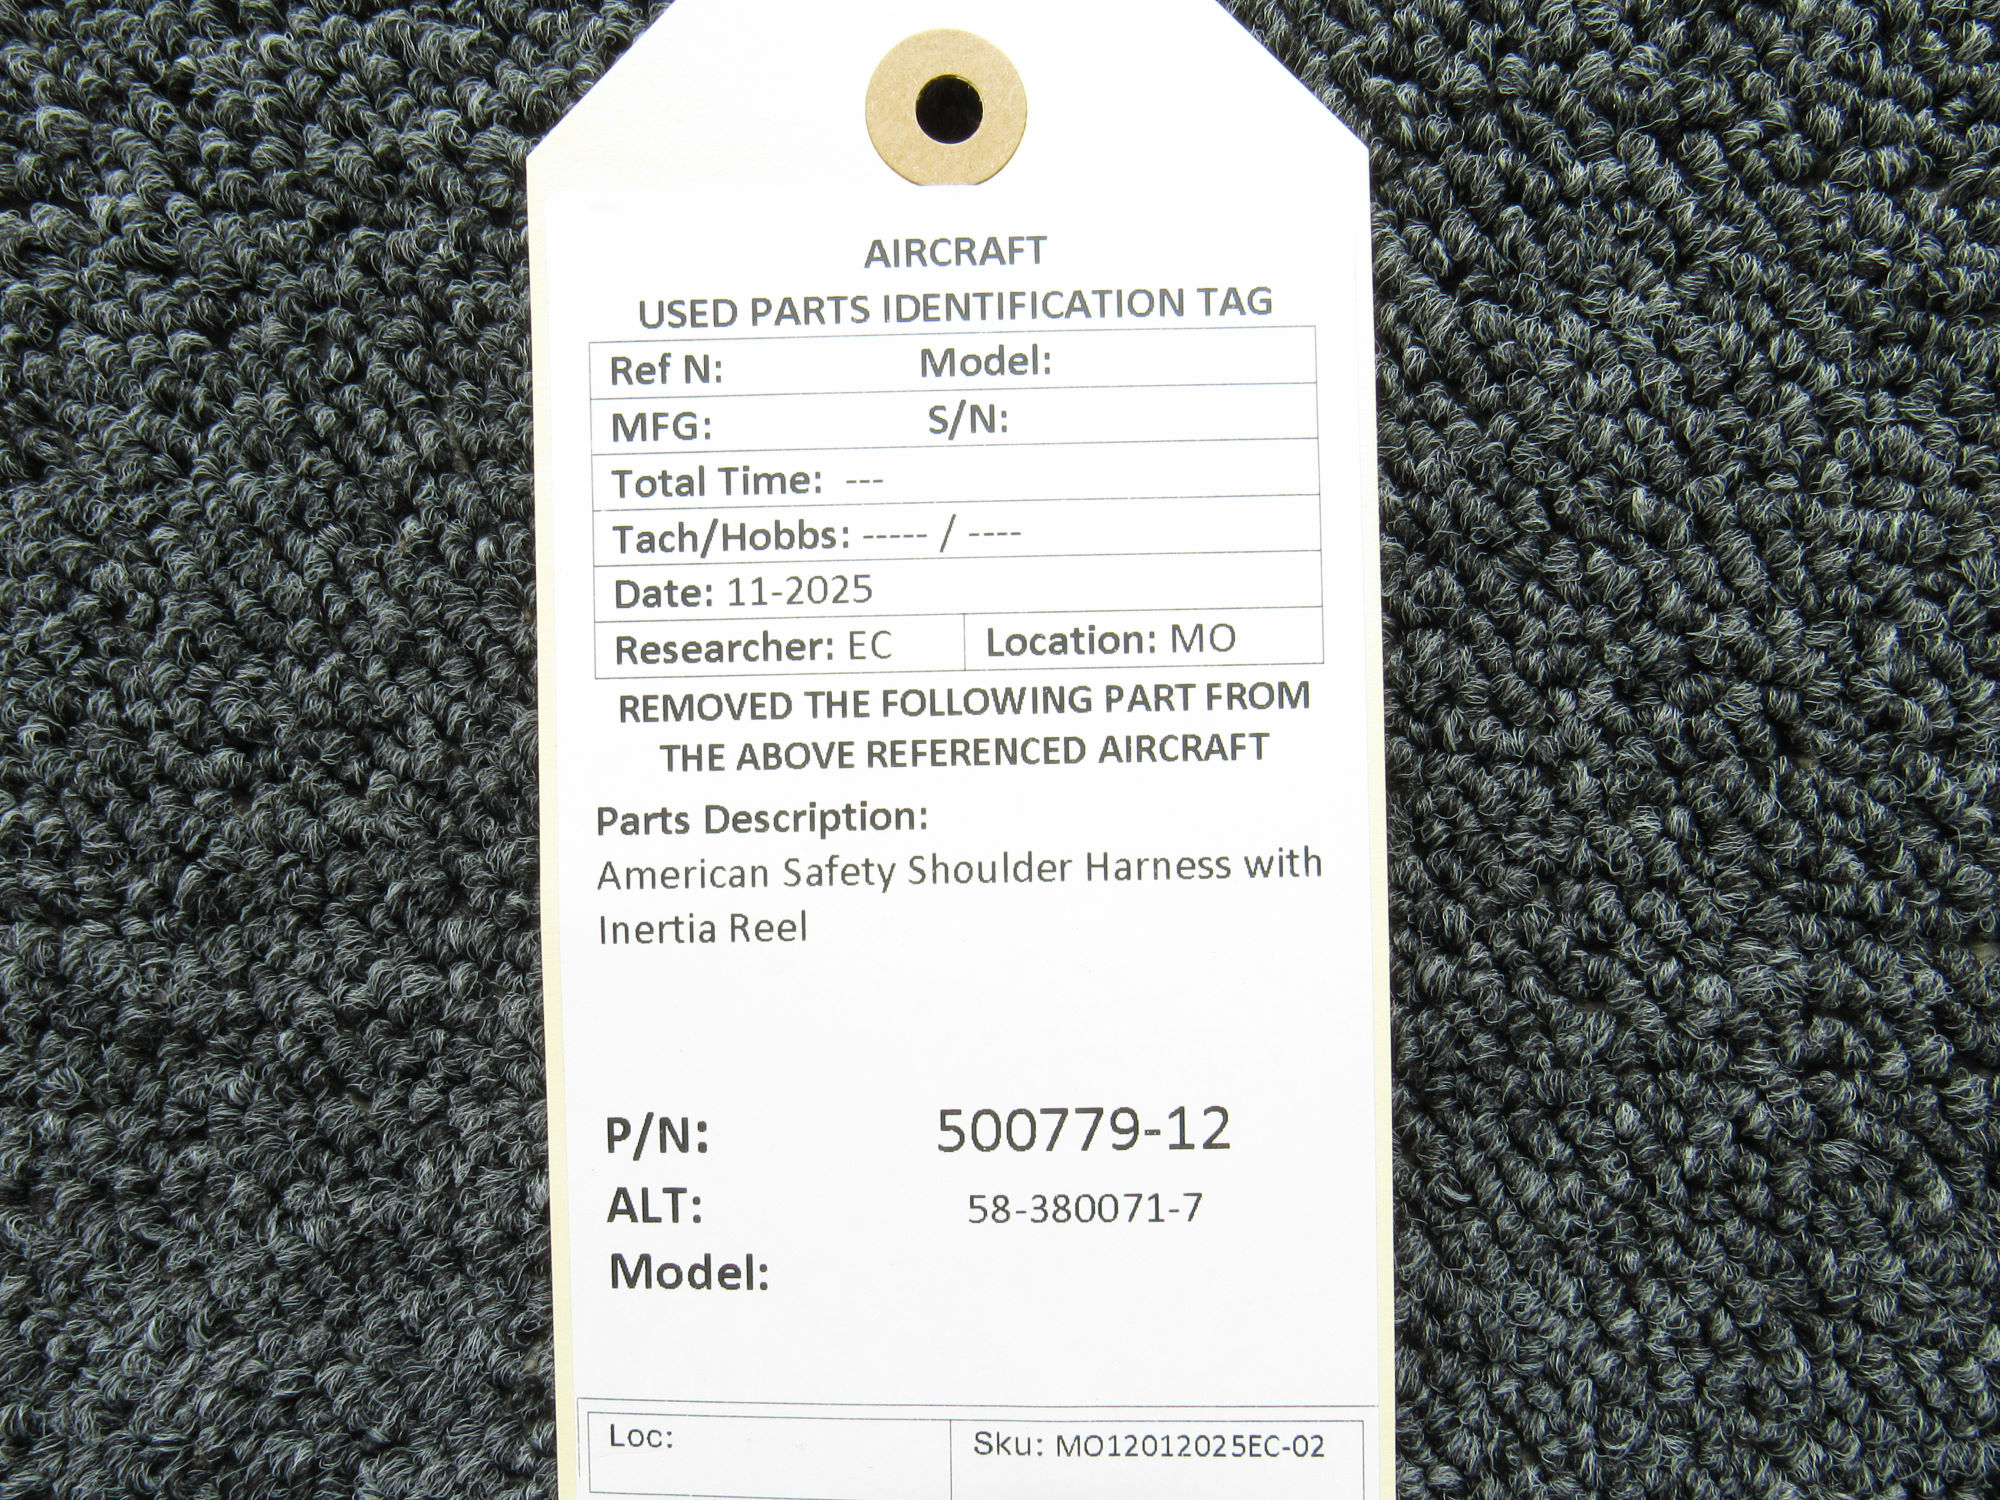 AIRCRAFT
USED PARTS IDENTIFICATION TAG
Ref N: Model:
MFG: S/N:
Total Time: ---
Tach/Hobbs: ----- / ----
Date: 11-2025
Researcher: EC Location: MO
REMOVED THE FOLLOWING PART FROM
THE ABOVE REFERENCED AIRCRAFT
Parts Description:
American Safety Shoulder Harness with
Inertia Reel
P/N: 500779-12
ALT: 58-380071-7
Model:
Loc: Sku: MO12012025EC-02